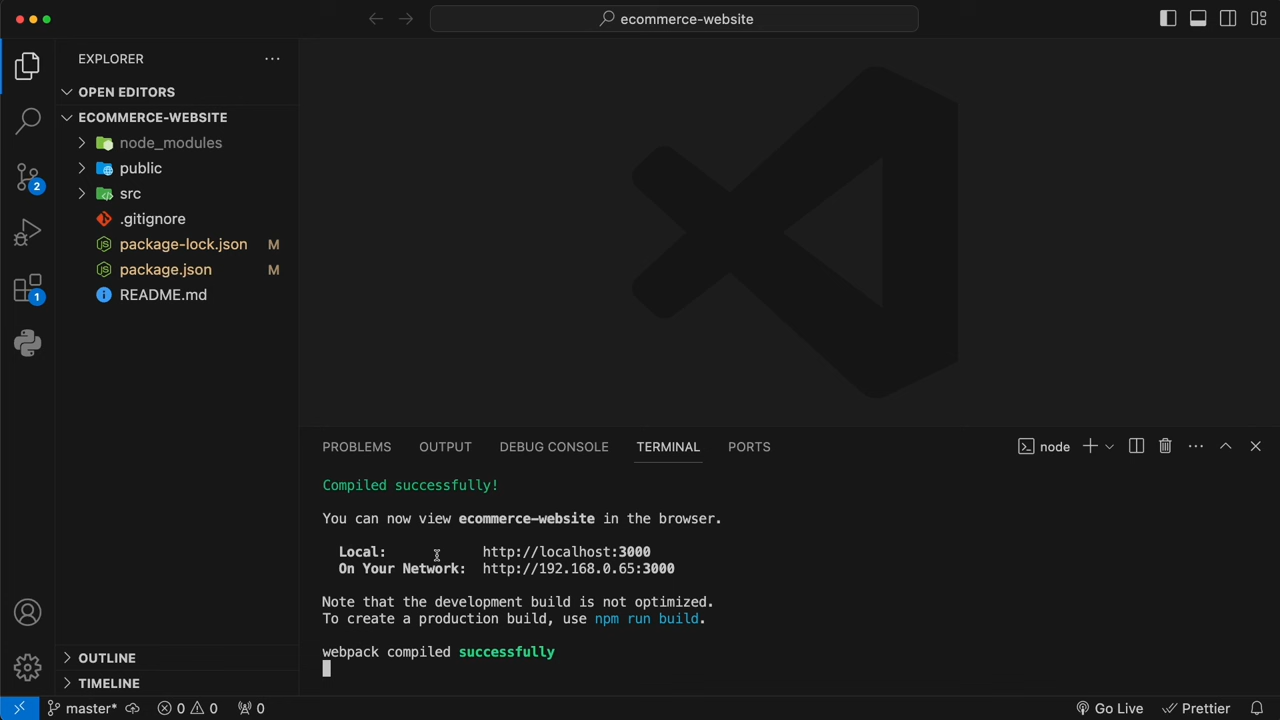 ecommerce-website
EXPLORER
OPEN EDITORS
ECOMMERCE-WEBSITE
node_modules
public
src
.gitignore
package-lock.json M
package.json M
README.md
2
1
OUTLINE
TIMELINE
PROBLEMS OUTPUT DEBUG CONSOLE TERMINAL PORTS node
Compiled successfully!
You can now view ecommerce-website in the browser.
Local: http://localhost:3000
On Your Network: http://192.168.0.65:3000
Note that the development build is not optimized.
To create a production build, use npm run build.
webpack compiled successfully
master* 0 0 0 Go Live Prettier